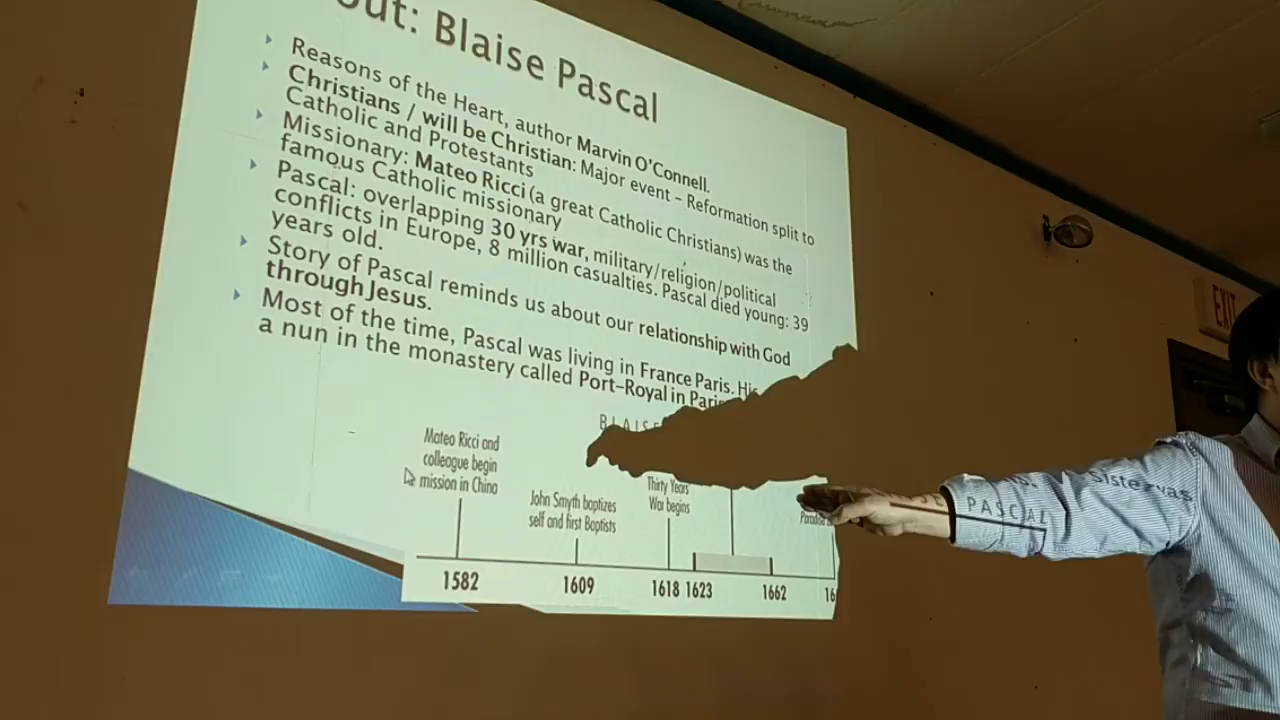 out: Blaise Pascal
Reasons of the Heart, author Marvin O'Connell.
Christians / will be Christian: Major event – Reformation split to
Catholic and Protestants
Missionary: Mateo Ricci (a great Catholic Christians) was the
famous Catholic missionary
Pascal: overlapping 30 yrs war, military/religion/political
conflicts in Europe, 8 million casualties. Pascal died young: 39
years old.
Story of Pascal reminds us about our relationship with God
through Jesus.
Most of the time, Pascal was living in France Paris. His
sister was
a nun in the monastery called Port-Royal in Paris
BLAISE
PASCAL
Mateo Ricci and
colleague begin
mission in China
John Smyth baptizes
self and first Baptists
Thirty Years
War begins
1582
1609
1618
1623
1662
16
EXIT